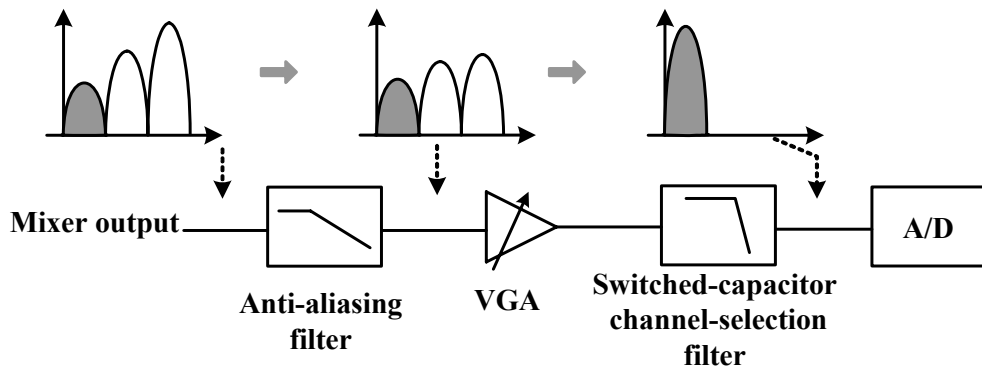 Mixer output
A/D
Anti-aliasing
filter
VGA
Switched-capacitor
channel-selection
filter